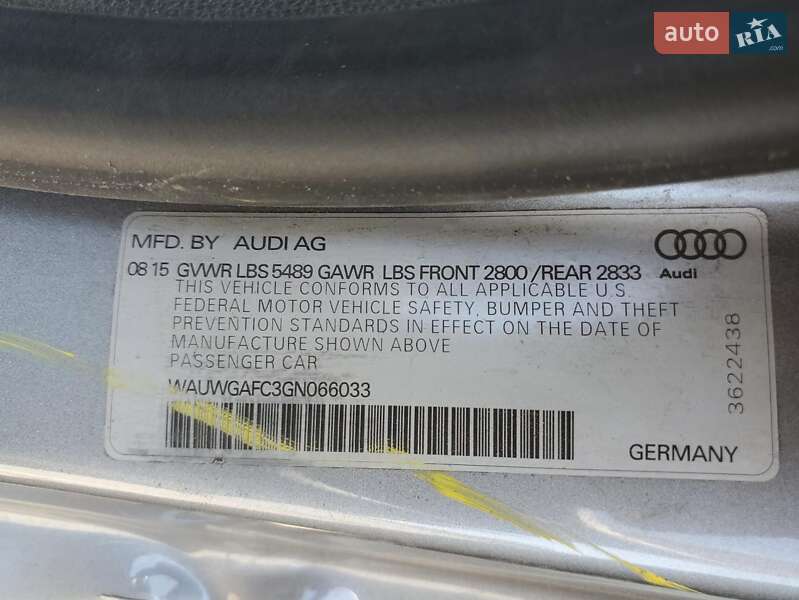 auto RIA
.com
MFD. BY AUDI AG
08 15 GVWR LBS 5489 GAWR LBS FRONT 2800 /REAR 2833
Audi
THIS VEHICLE CONFORMS TO ALL APPLICABLE U.S.
FEDERAL MOTOR VEHICLE SAFETY, BUMPER AND THEFT
PREVENTION STANDARDS IN EFFECT ON THE DATE OF
MANUFACTURE SHOWN ABOVE
PASSENGER CAR
WAUWGAFC3GN066033
3622438
GERMANY